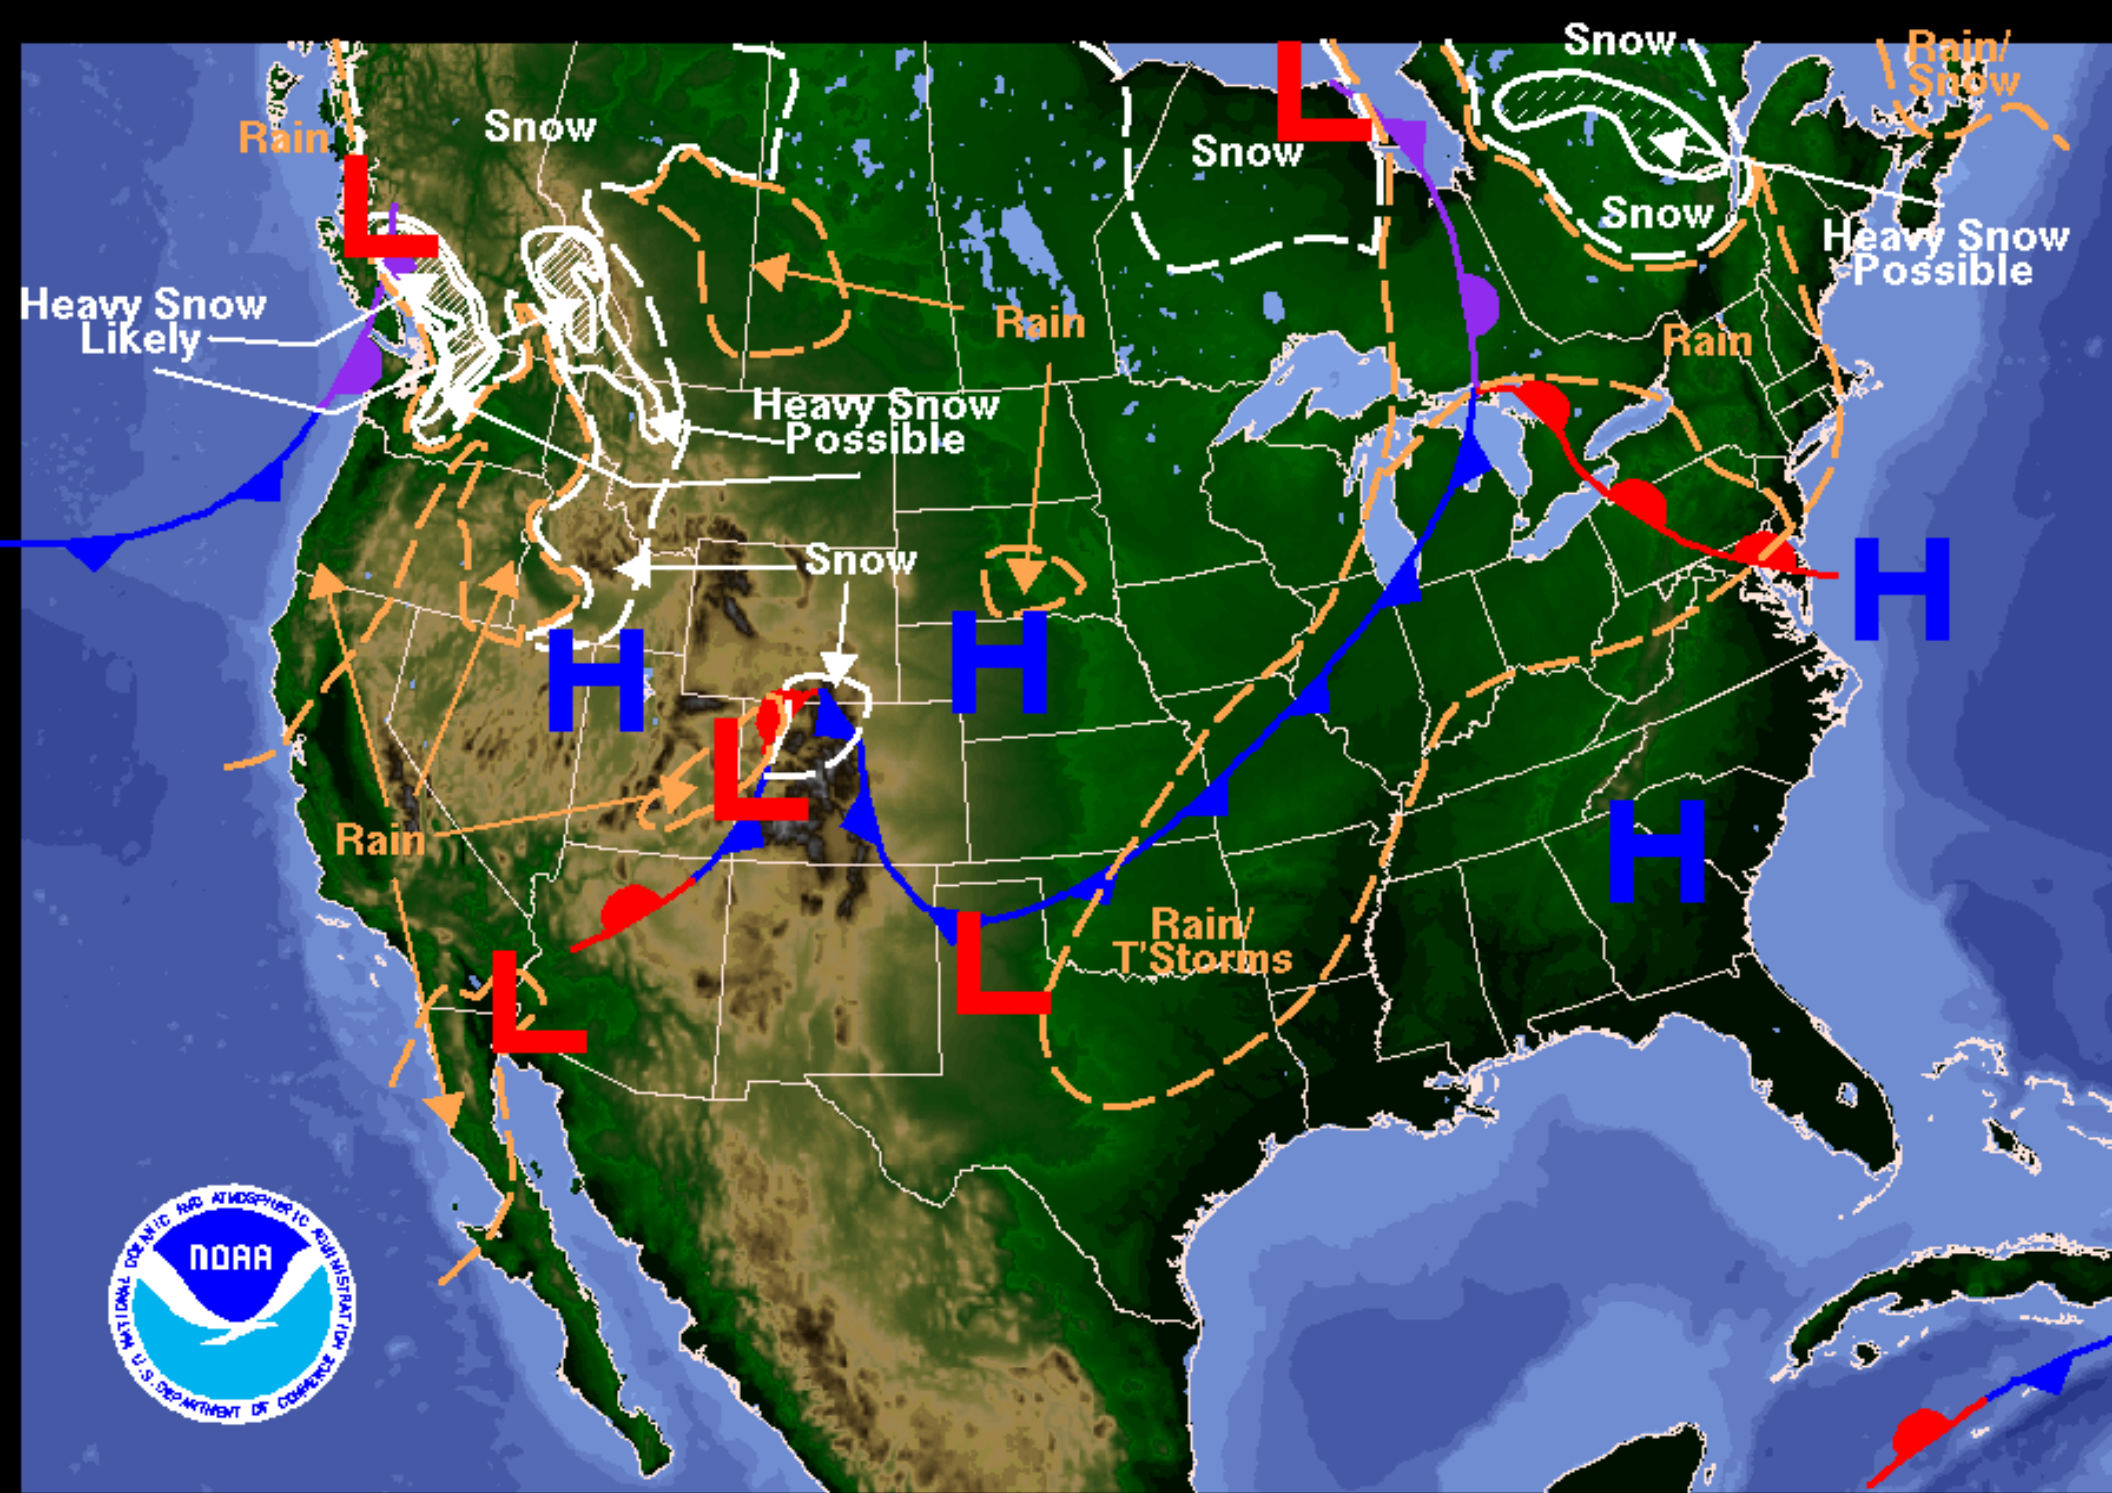 Snow
Rain/
Snow
Rain
Snow
L
Snow
L
Snow
Heavy Snow
Possible
Heavy Snow
Likely
Rain
Rain
Heavy Snow
Possible
Snow
H
H
H
L
Rain
H
Rain/
T'Storms
L
L
NOAA
NATIONAL OCEANIC AND ATMOSPHERIC ADMINISTRATION
U.S. DEPARTMENT OF COMMERCE